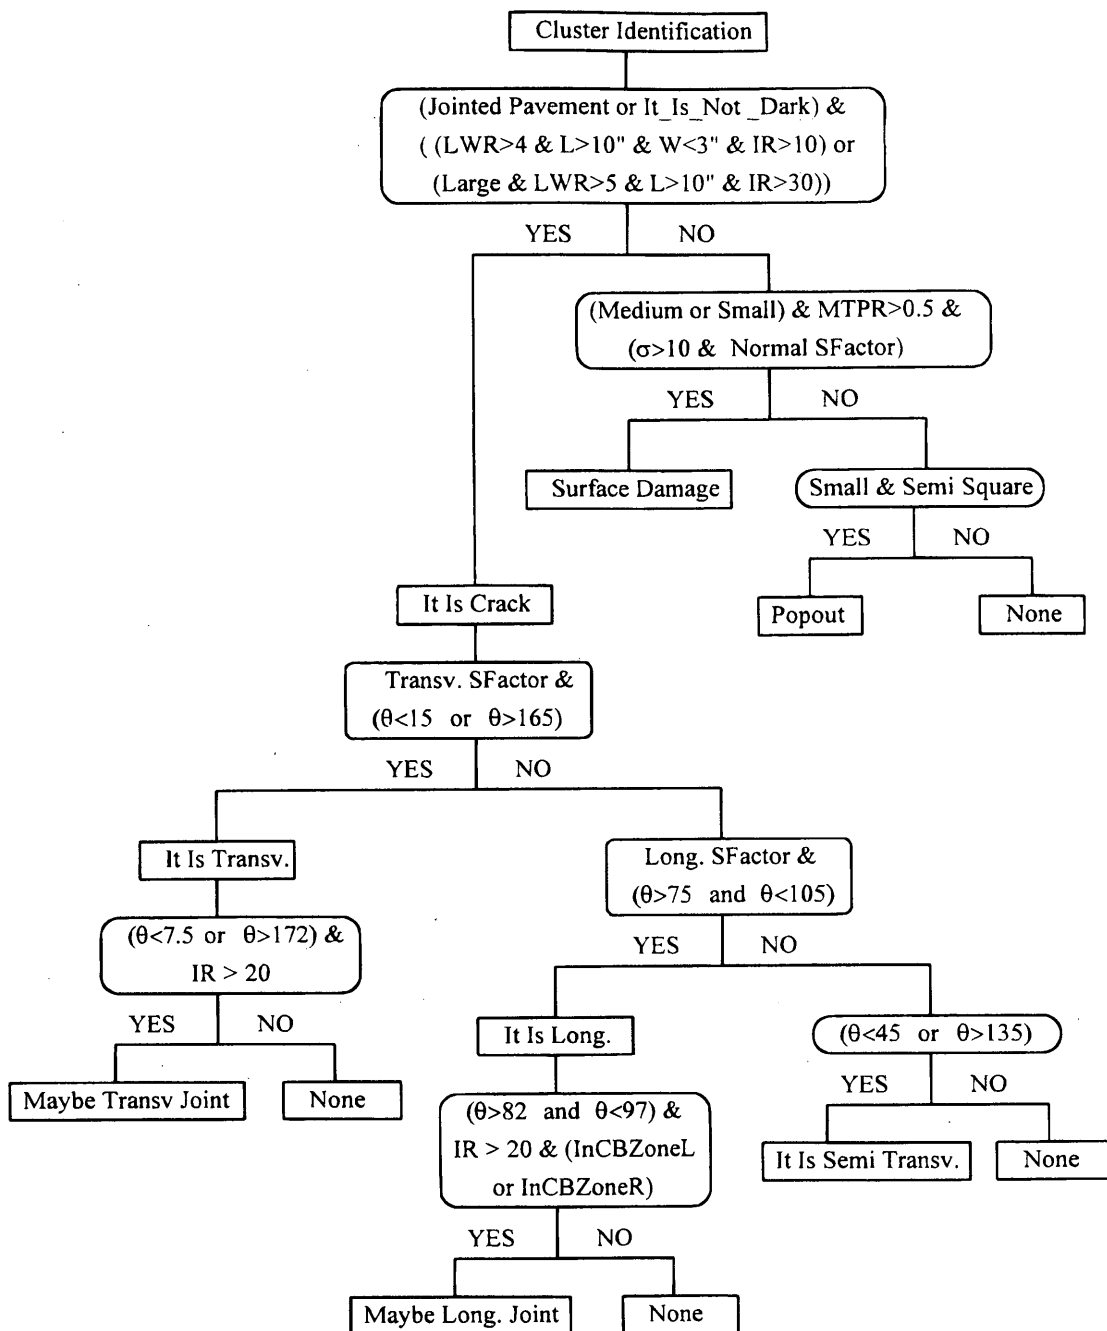 Cluster Identification
(Jointed Pavement or It_Is_Not_Dark) &
( (LWR>4 & L>10" & W<3" & IR>10) or
(Large & LWR>5 & L>10" & IR>30))
YES NO
(Medium or Small) & MTPR>0.5 &
(σ>10 & Normal SFactor)
YES NO
Surface Damage
Small & Semi Square
YES NO
It Is Crack
Popout
None
Transv. SFactor &
(θ<15 or θ>165)
YES NO
It Is Transv.
Long. SFactor &
(θ>75 and θ<105)
(θ<7.5 or θ>172) &
IR > 20
YES NO
YES NO
It Is Long.
(θ<45 or θ>135)
Maybe Transv Joint
None
YES NO
(θ>82 and θ<97) &
IR > 20 & (InCBZoneL
or InCBZoneR)
It Is Semi Transv.
None
YES NO
Maybe Long. Joint
None